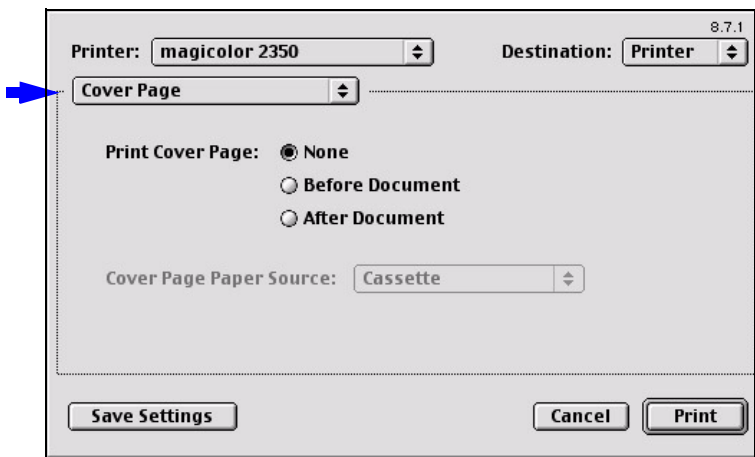 8.7.1
Printer: magicolor 2350 Destination: Printer
Cover Page
Print Cover Page: None
Before Document
After Document
Cover Page Paper Source: Cassette
Save Settings Cancel Print